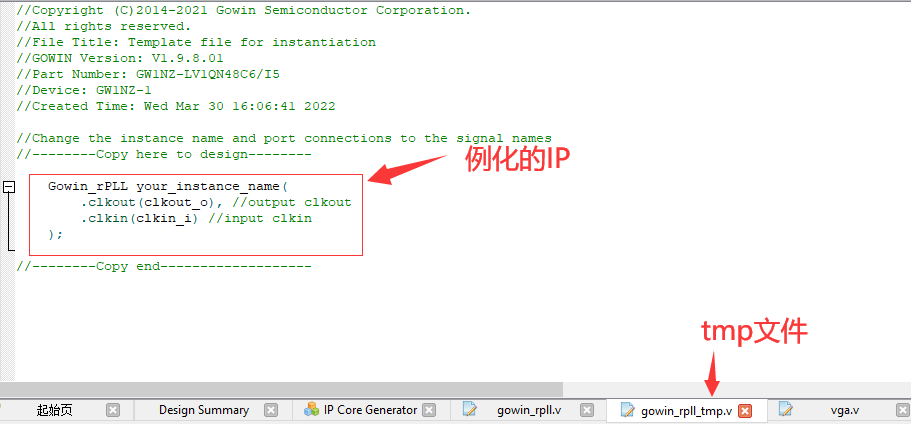 //Copyright (C)2014-2021 Gowin Semiconductor Corporation.
//All rights reserved.
//File Title: Template file for instantiation
//GOWIN Version: V1.9.8.01
//Part Number: GW1NZ-LV1QN48C6/I5
//Device: GW1NZ-1
//Created Time: Wed Mar 30 16:06:41 2022
//Change the instance name and port connections to the signal names
//--------Copy here to design--------
例化的IP
Gowin_rPLL your_instance_name(
.clkout(clkout_o), //output clkout
.clkin(clkin_i) //input clkin
);
//--------Copy end-------------------
tmp文件
起始页 Design Summary IP Core Generator gowin_rpll.v gowin_rpll_tmp.v vga.v